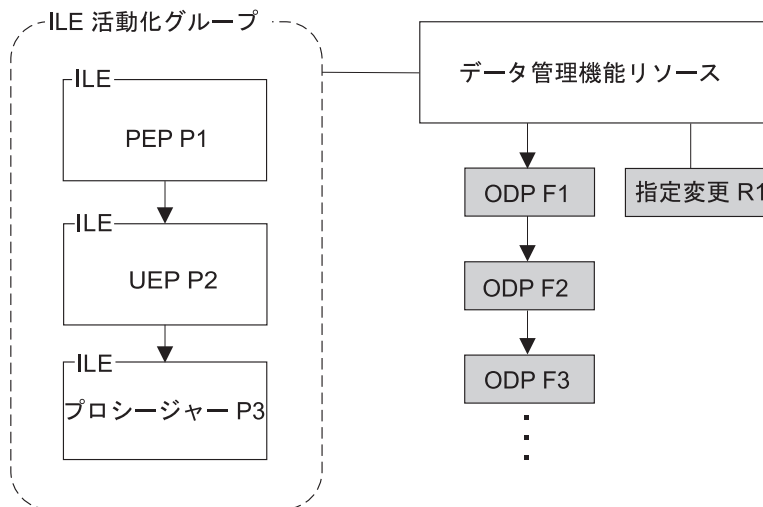 ILE 活動化グループ
ILE
PEP P1
ILE
UEP P2
ILE
プロシージャー P3
データ管理機能リソース
ODP F1
指定変更 R1
ODP F2
ODP F3